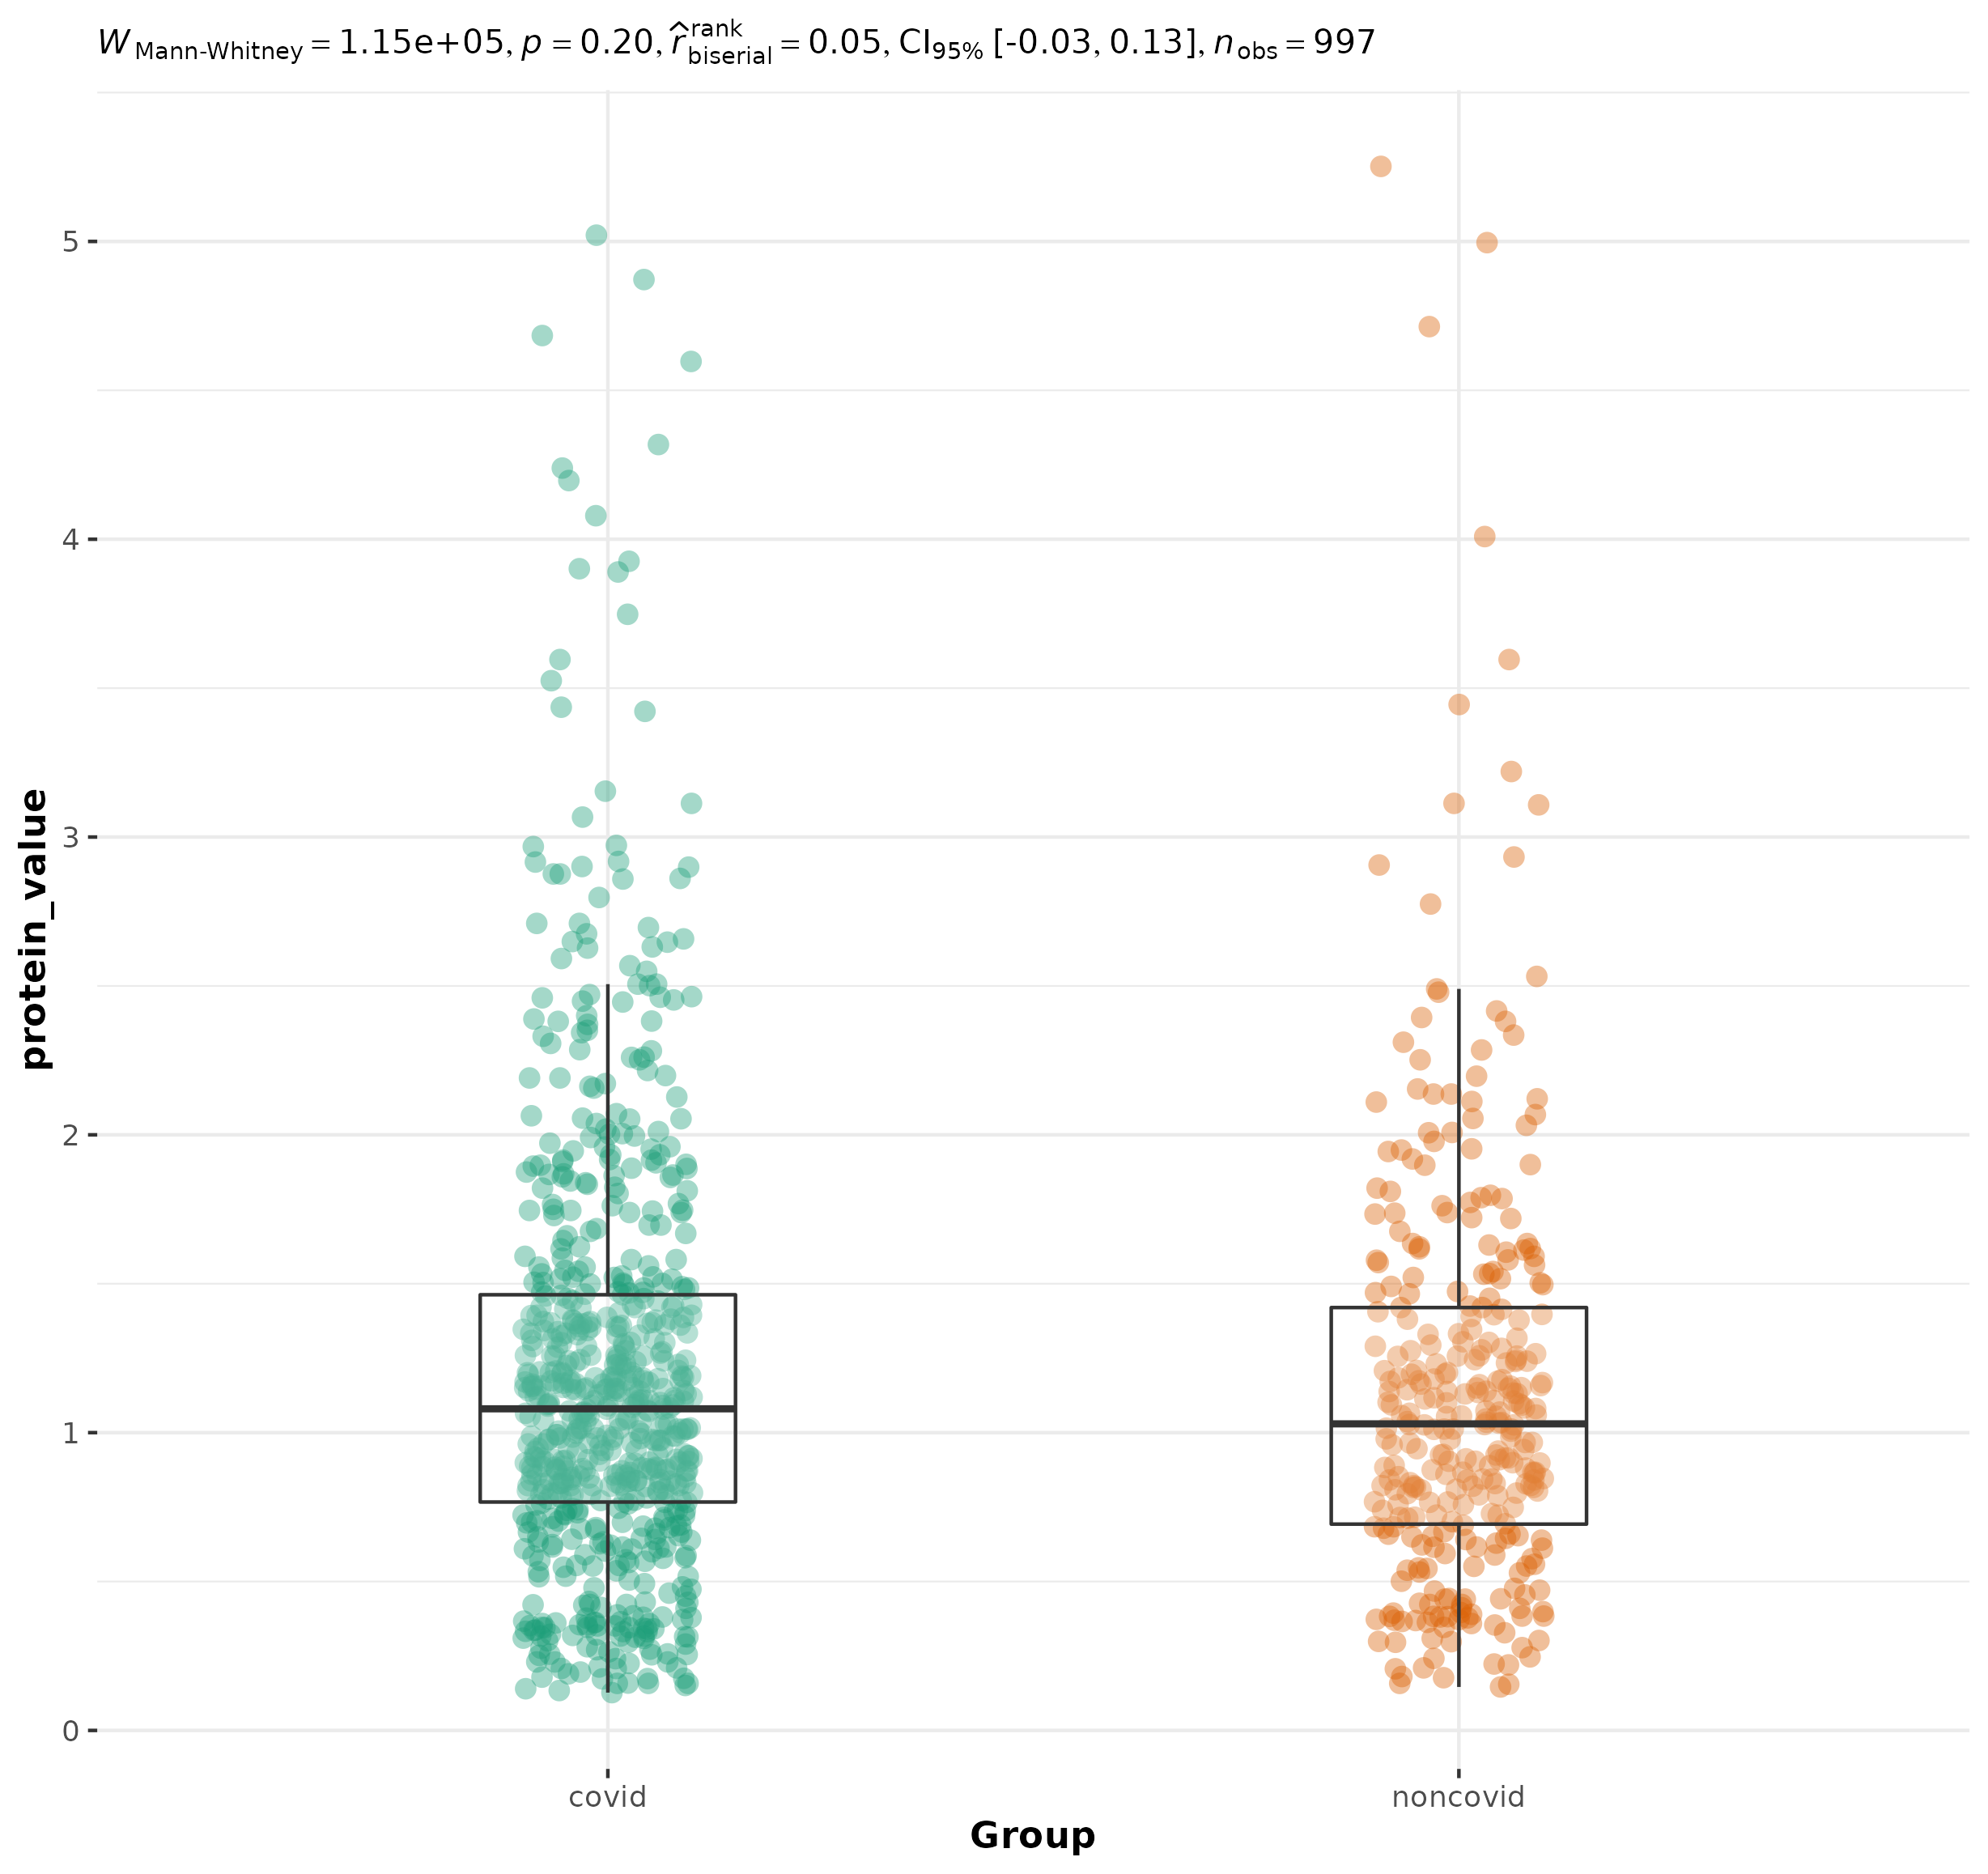 W Mann-Whitney = 1.15e+05, p = 0.20, r̂ rank biserial = 0.05, CI95% [-0.03, 0.13], n obs = 997
protein_value
5
4
3
2
1
0
covid noncovid
Group